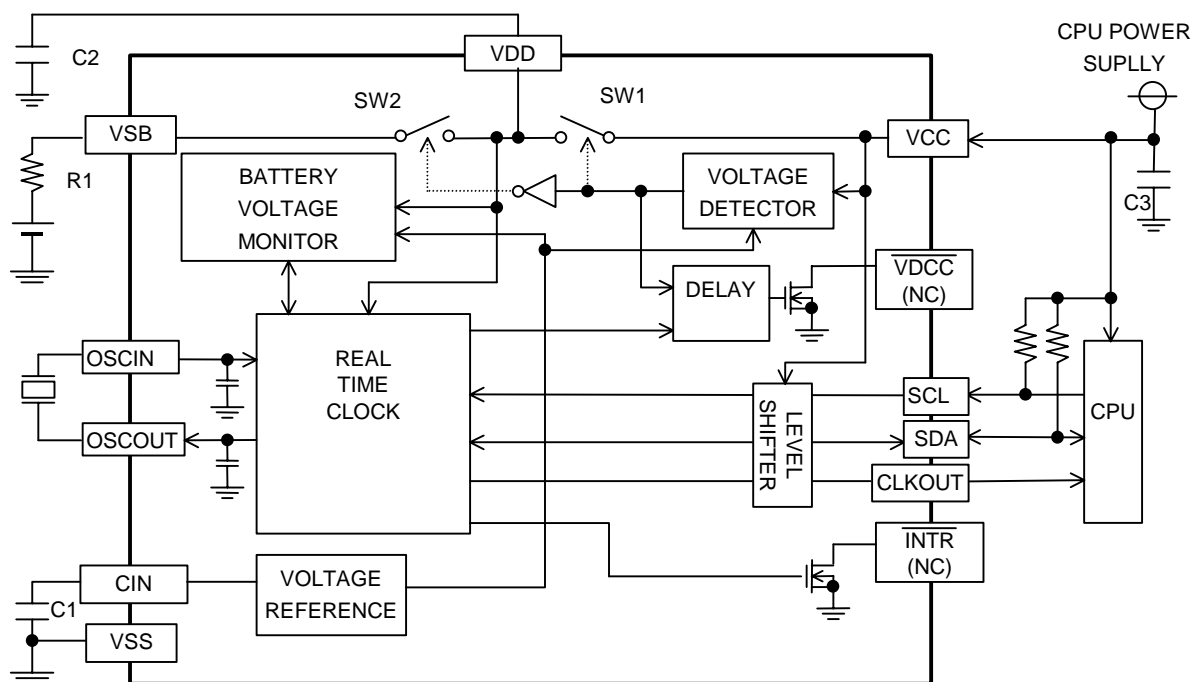 C2
VDD
CPU POWER
SUPLLY
SW2
SW1
VSB
VCC
R1
BATTERY
VOLTAGE
MONITOR
VOLTAGE
DETECTOR
C3
VDCC
(NC)
DELAY
OSCIN
REAL
TIME
CLOCK
LEVEL
SHIFTER
SCL
CPU
OSCOUT
SDA
CLKOUT
INTR
(NC)
CIN
VOLTAGE
REFERENCE
C1
VSS